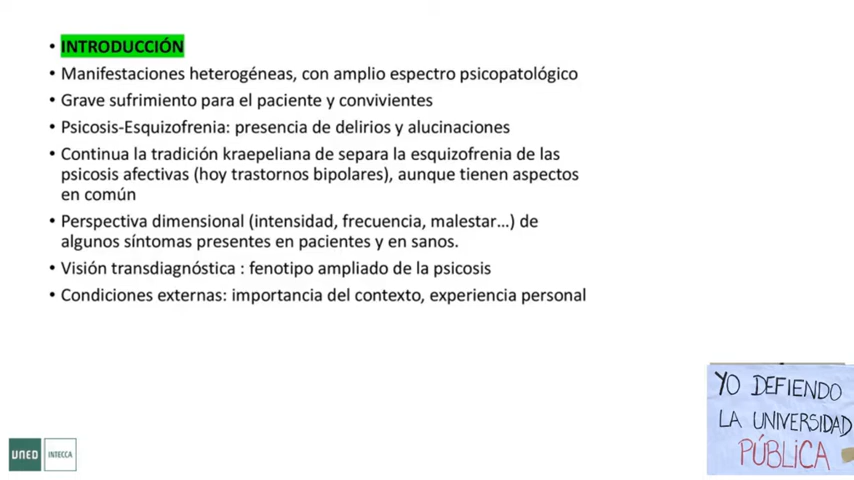 • INTRODUCCIÓN
• Manifestaciones heterogéneas, con amplio espectro psicopatológico
• Grave sufrimiento para el paciente y convivientes
• Psicosis-Esquizofrenia: presencia de delirios y alucinaciones
• Continua la tradición kraepeliana de separa la esquizofrenia de las
psicosis afectivas (hoy trastornos bipolares), aunque tienen aspectos
en común
• Perspectiva dimensional (intensidad, frecuencia, malestar...) de
algunos síntomas presentes en pacientes y en sanos.
• Visión transdiagnóstica : fenotipo ampliado de la psicosis
• Condiciones externas: importancia del contexto, experiencia personal
YO DEFIENDO
LA UNIVERSIDAD
PÚBLICA
UNED INTECCA